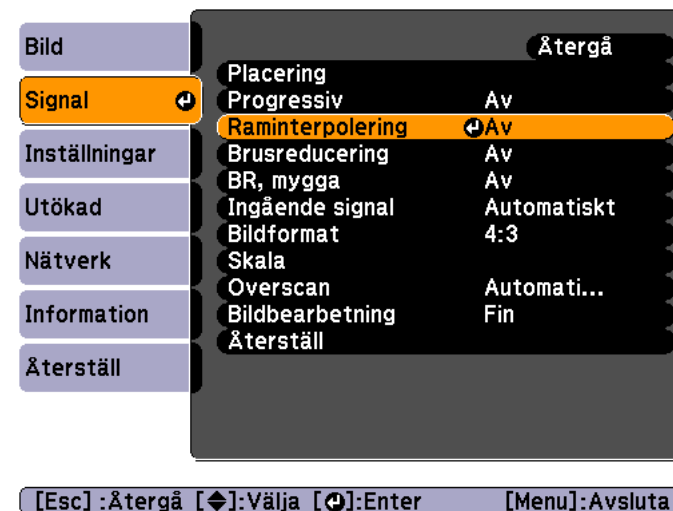 Bild
Signal
Inställningar
Utökad
Nätverk
Information
Återställ
Återgå
Placering
Progressiv Av
Raminterpolering Av
Brusreducering Av
BR, mygga Av
Ingående signal Automatiskt
Bildformat 4:3
Skala
Overscan Automati...
Bildbearbetning Fin
Återställ
[Esc] :Återgå [◆]:Välja [⏎]:Enter [Menu]:Avsluta